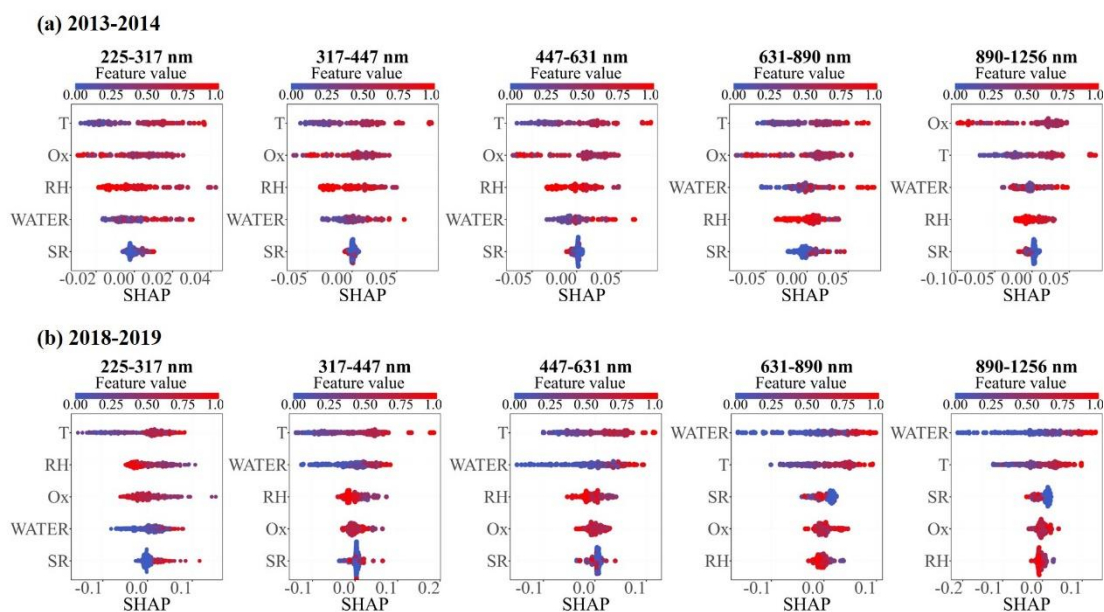 (a) 2013-2014
225-317 nm 317-447 nm 447-631 nm 631-890 nm 890-1256 nm
Feature value Feature value Feature value Feature value Feature value
0.00 0.25 0.50 0.75 1.0 0.00 0.25 0.50 0.75 1.0 0.00 0.25 0.50 0.75 1.0 0.00 0.25 0.50 0.75 1.0 0.00 0.25 0.50 0.75 1.0
T T T T Ox
Ox Ox Ox Ox T
RH RH RH WATER WATER
WATER WATER WATER RH RH
SR SR SR SR SR
-0.02 0.00 0.02 0.04 -0.05 0.00 0.05 -0.05 0.00 0.05 -0.05 0.00 0.05 -0.10 -0.05 0.00 0.05
SHAP SHAP SHAP SHAP SHAP
(b) 2018-2019
225-317 nm 317-447 nm 447-631 nm 631-890 nm 890-1256 nm
Feature value Feature value Feature value Feature value Feature value
0.00 0.25 0.50 0.75 1.0 0.00 0.25 0.50 0.75 1.0 0.00 0.25 0.50 0.75 1.0 0.00 0.25 0.50 0.75 1.0 0.00 0.25 0.50 0.75 1.0
T T T WATER WATER
RH WATER WATER T T
Ox RH RH SR SR
WATER Ox Ox Ox Ox
SR SR SR RH RH
-0.1 0.0 0.1 -0.1 0.0 0.1 0.2 -0.1 0.0 0.1 -0.1 0.0 0.1 -0.2 -0.1 0.0 0.1
SHAP SHAP SHAP SHAP SHAP